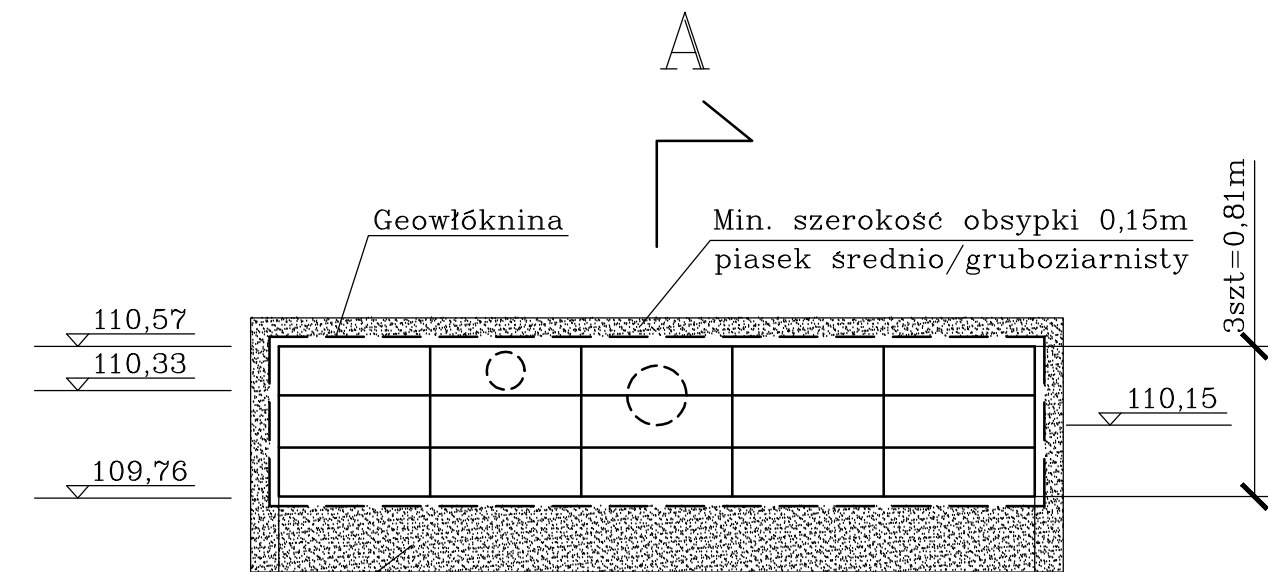 A
Geowłóknina
Min. szerokość obsypki 0,15m
piasek średnio/gruboziarnisty
3szt=0,81m
110,57
110,33
110,15
109,76